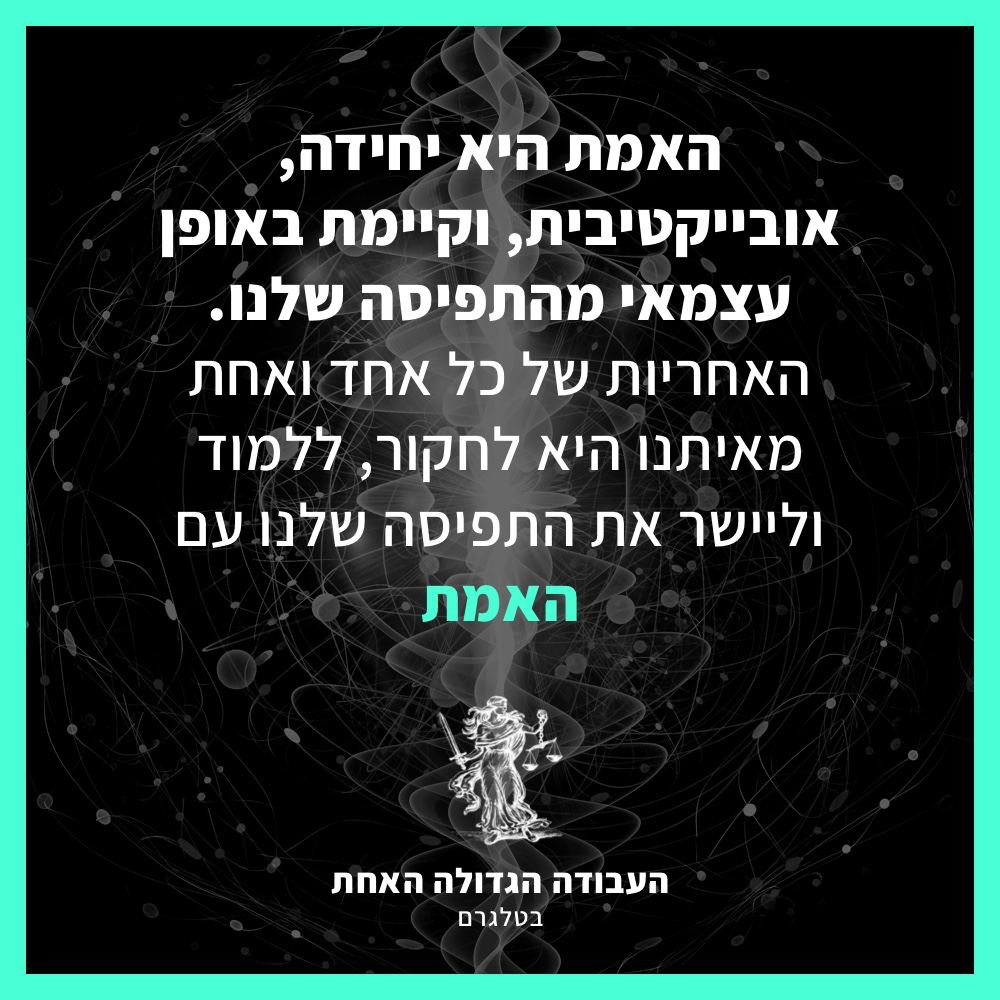 האמת היא יחידה,
אובייקטיבית, וקיימת באופן
עצמאי מהתפיסה שלנו.
האחריות של כל אחד ואחת
מאיתנו היא לחקור, ללמוד
וליישר את התפיסה שלנו עם
האמת
העבודה הגדולה האחת
בטלגרם